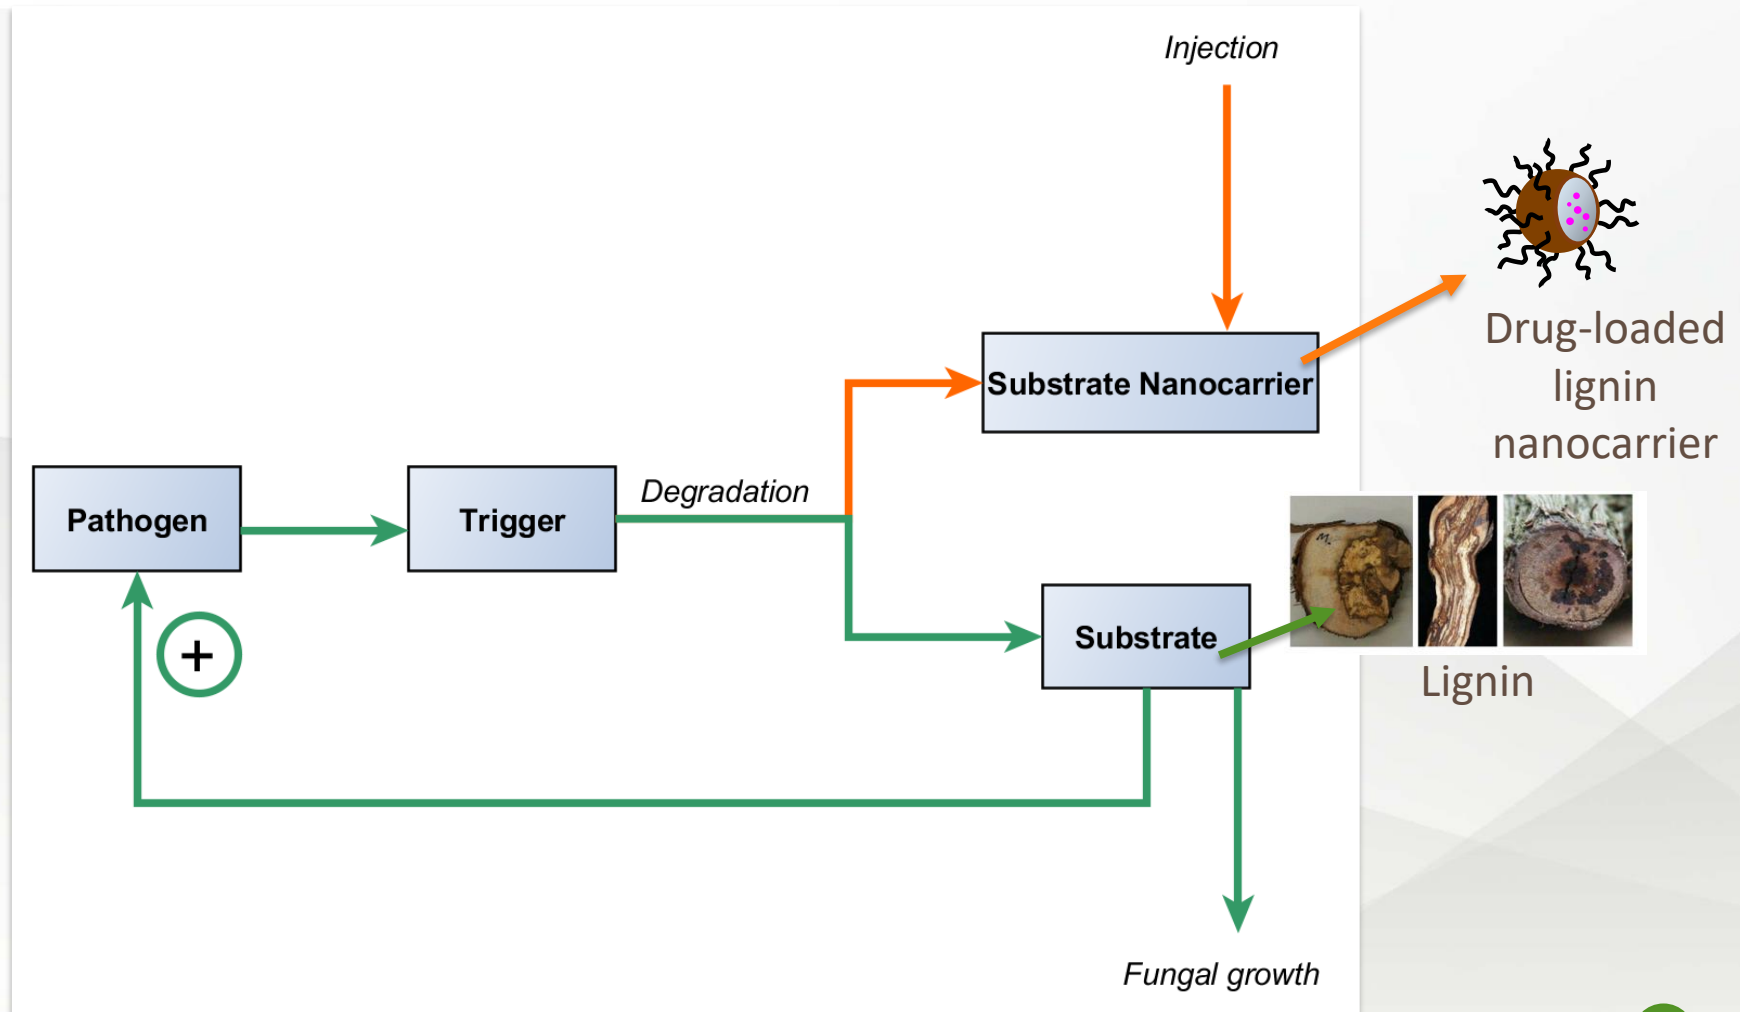 Injection
Drug-loaded
lignin
nanocarrier
Substrate Nanocarrier
Degradation
Pathogen
Trigger
+
Substrate
Lignin
Fungal growth